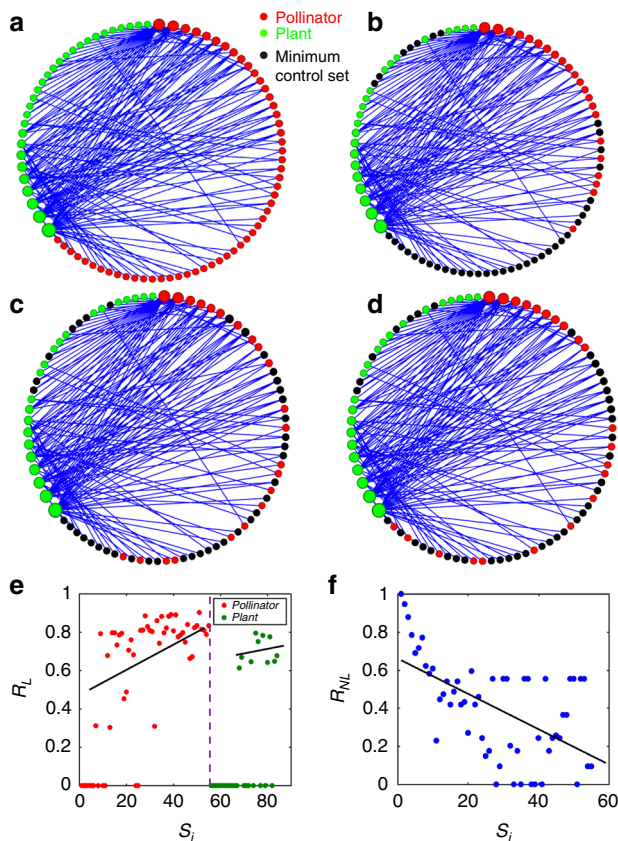 a
Pollinator
Plant
Minimum
control set
b
c
d
e
Pollinator
Plant
1
0.8
0.6
0.4
0.2
0
R_L
0 20 40 60 80
S_i
f
1
0.8
0.6
0.4
0.2
0
R_NL
0 20 40 60
S_i